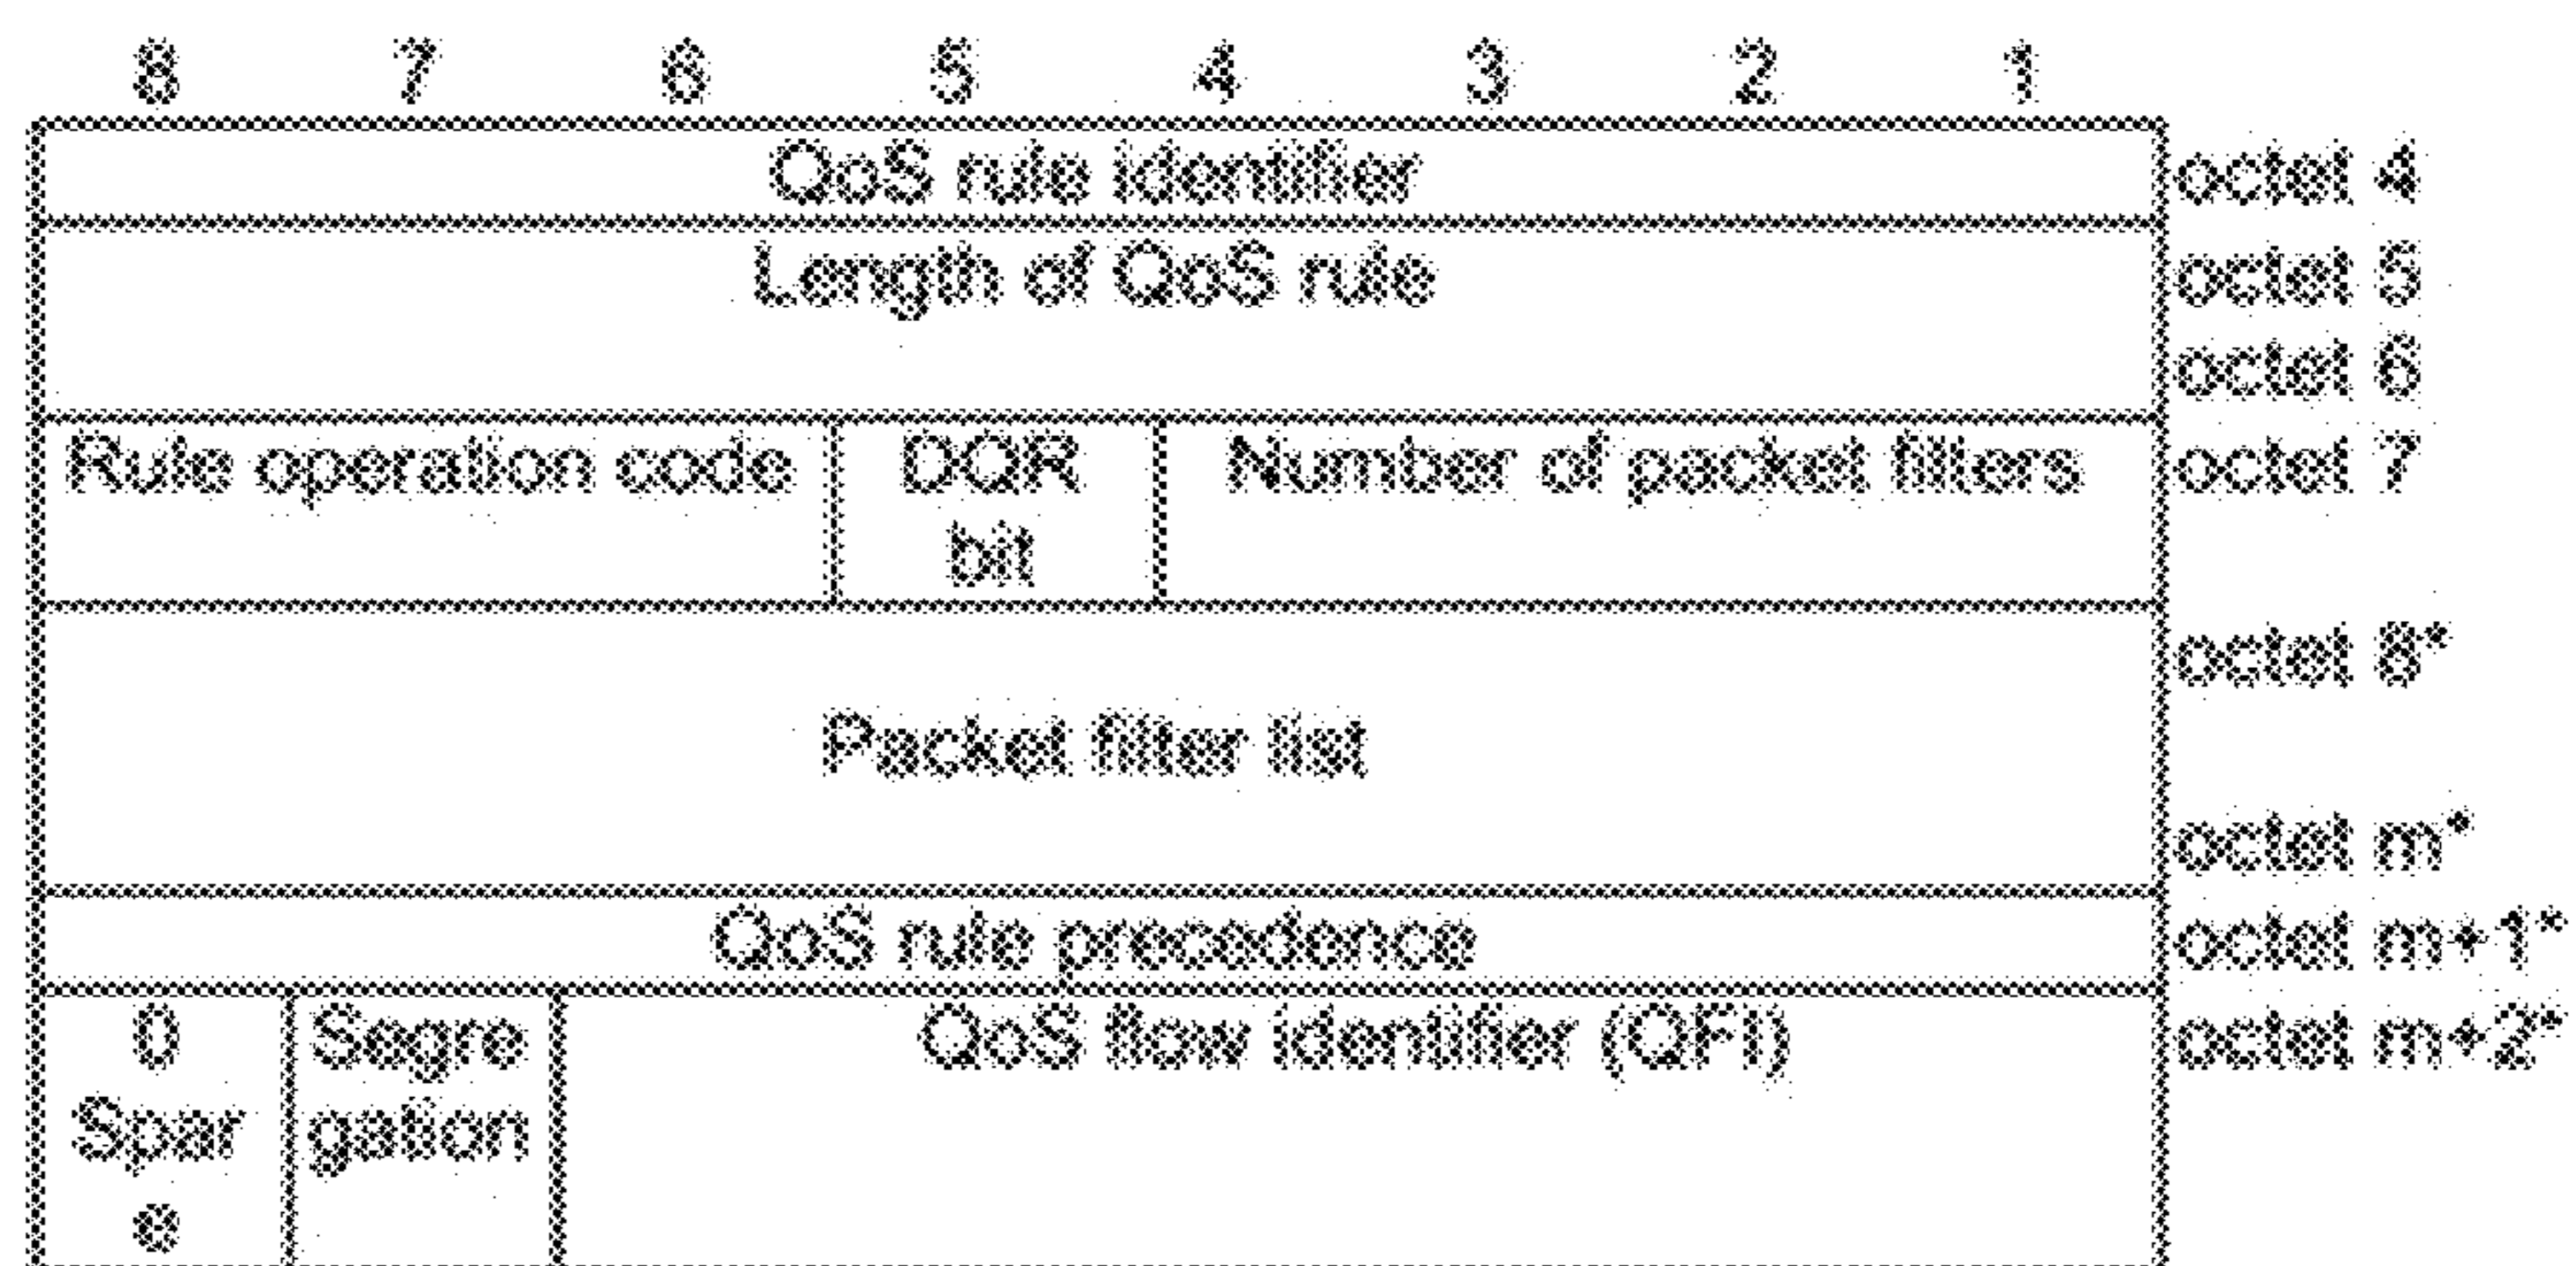 8 7 6 5 4 3 2 1
QoS rule identifier octet 4
Length of QoS rule octet 5
octet 6
Rule operation code DQR Number of packet filters octet 7
bit
octet 8*
Packet filter list
octet m*
QoS rule precedence octet m+1*
0 Segre QoS flow identifier (QFI) octet m+2*
Spar gation
e